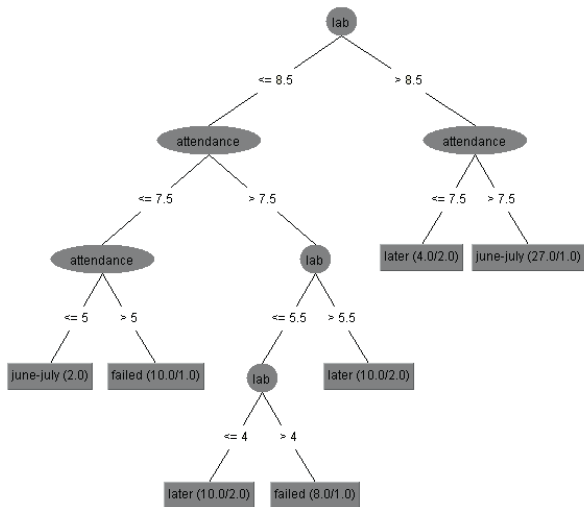 lab
<= 8.5
> 8.5
attendance
attendance
<= 7.5
> 7.5
<= 7.5
> 7.5
attendance
lab
later (4.0/2.0)
june-july (27.0/1.0)
<= 5
> 5
<= 5.5
> 5.5
june-july (2.0)
failed (10.0/1.0)
lab
later (10.0/2.0)
<= 4
> 4
later (10.0/2.0)
failed (8.0/1.0)